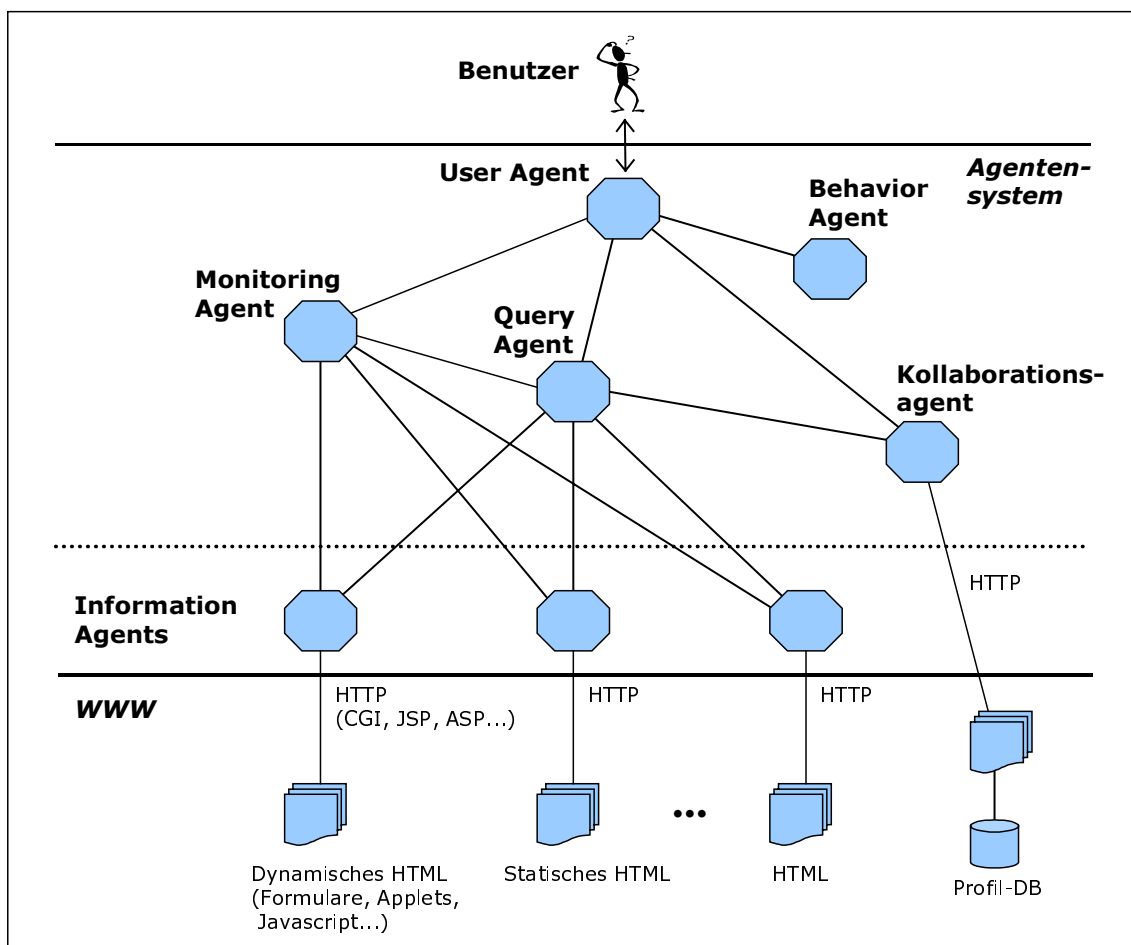 ?
Benutzer
User Agent
Agenten-
system
Behavior
Agent
Monitoring
Agent
Query
Agent
Kollaborations-
agent
HTTP
Information
Agents
WWW
HTTP
(CGI, JSP, ASP...)
HTTP
HTTP
...
Dynamisches HTML
(Formulare, Applets,
Javascript...)
Statisches HTML
HTML
Profil-DB